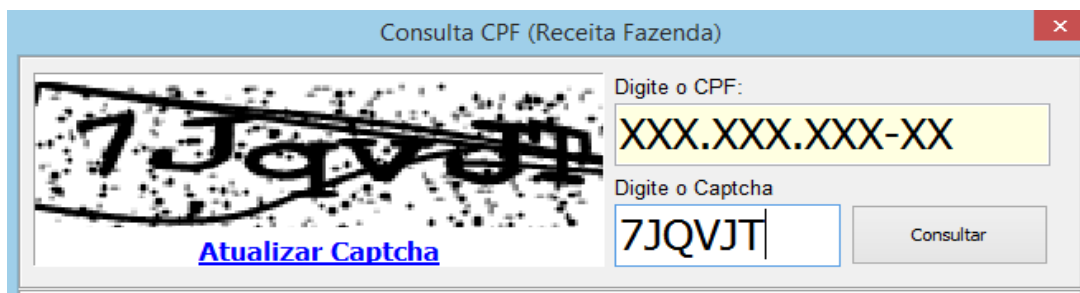 Consulta CPF (Receita Fazenda)
Digite o CPF:
XXX.XXX.XXX-XX
Digite o Captcha
7JQVJT
Consultar
Atualizar Captcha